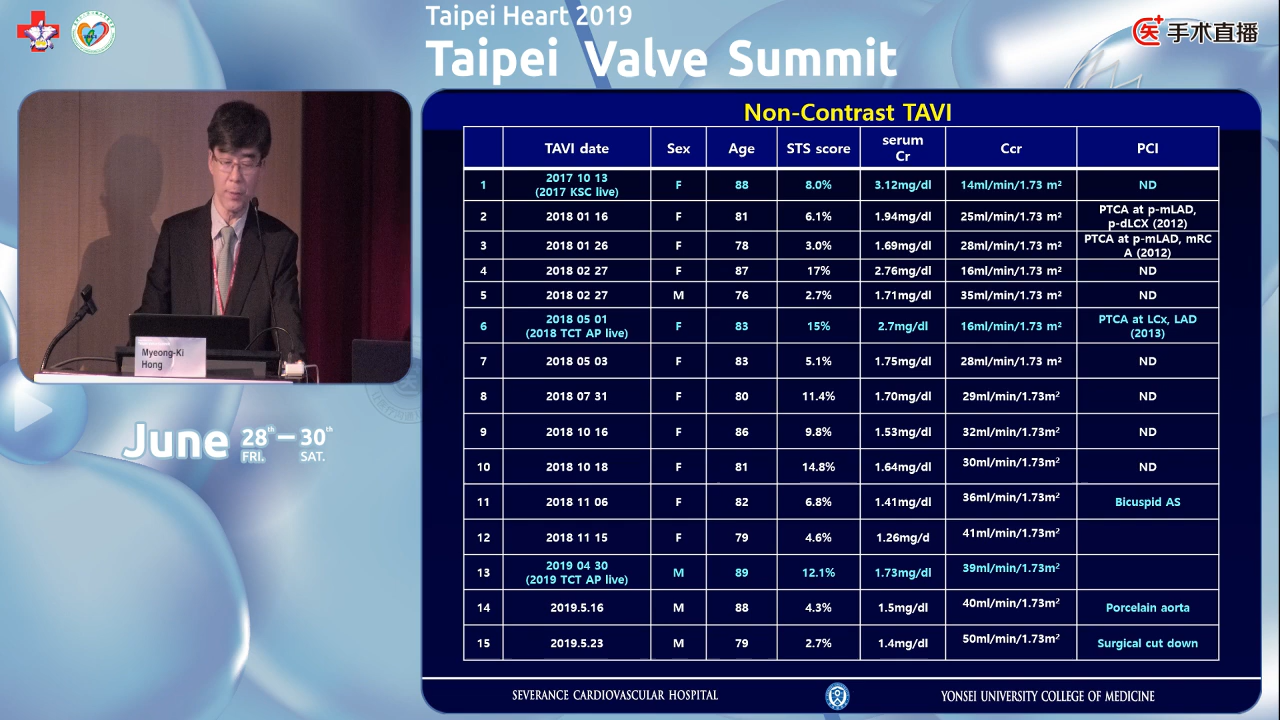 Taipei Heart 2019
Taipei Valve Summit
医 手术直播
Myeong-Ki
Hong
June 28th — 30th
FRI. SAT.
Non-Contrast TAVI
TAVI date Sex Age STS score serum Cr Ccr PCI
1 2017 10 13 (2017 KSC live) F 88 8.0% 3.12mg/dl 14ml/min/1.73 m² ND
2 2018 01 16 F 81 6.1% 1.94mg/dl 25ml/min/1.73 m² PTCA at p-mLAD, p-dLCX (2012)
3 2018 01 26 F 78 3.0% 1.69mg/dl 28ml/min/1.73 m² PTCA at p-mLAD, mRC A (2012)
4 2018 02 27 F 87 17% 2.76mg/dl 16ml/min/1.73 m² ND
5 2018 02 27 M 76 2.7% 1.71mg/dl 35ml/min/1.73 m² ND
6 2018 05 01 (2018 TCT AP live) F 83 15% 2.7mg/dl 16ml/min/1.73 m² PTCA at LCx, LAD (2013)
7 2018 05 03 F 83 5.1% 1.75mg/dl 28ml/min/1.73 m² ND
8 2018 07 31 F 80 11.4% 1.70mg/dl 29ml/min/1.73m² ND
9 2018 10 16 F 86 9.8% 1.53mg/dl 32ml/min/1.73m² ND
10 2018 10 18 F 81 14.8% 1.64mg/dl 30ml/min/1.73m² ND
11 2018 11 06 F 82 6.8% 1.41mg/dl 36ml/min/1.73m² Bicuspid AS
12 2018 11 15 F 79 4.6% 1.26mg/d 41ml/min/1.73m²
13 2019 04 30 (2019 TCT AP live) M 89 12.1% 1.73mg/dl 39ml/min/1.73m²
14 2019.5.16 M 88 4.3% 1.5mg/dl 40ml/min/1.73m² Porcelain aorta
15 2019.5.23 M 79 2.7% 1.4mg/dl 50ml/min/1.73m² Surgical cut down
SEVERANCE CARDIOVASCULAR HOSPITAL
YONSEI UNIVERSITY COLLEGE OF MEDICINE